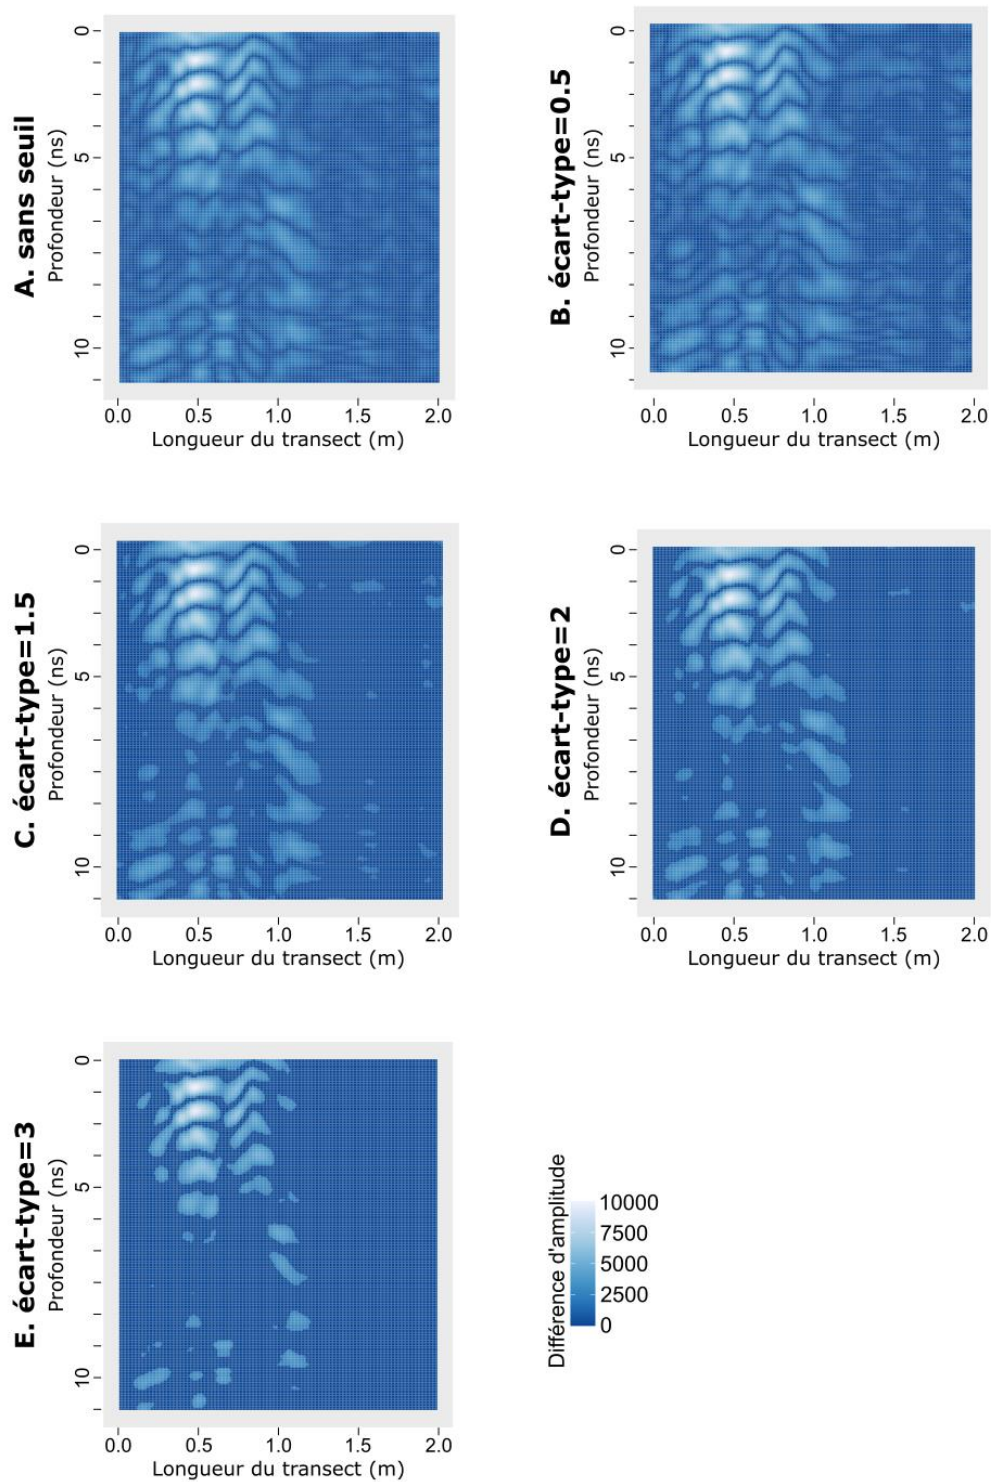 A. sans seuil
Profondeur (ns)
0
5
10
0.0 0.5 1.0 1.5 2.0
Longueur du transect (m)
B. écart-type=0.5
Profondeur (ns)
0
5
10
0.0 0.5 1.0 1.5 2.0
Longueur du transect (m)
C. écart-type=1.5
Profondeur (ns)
0
5
10
0.0 0.5 1.0 1.5 2.0
Longueur du transect (m)
D. écart-type=2
Profondeur (ns)
0
5
10
0.0 0.5 1.0 1.5 2.0
Longueur du transect (m)
E. écart-type=3
Profondeur (ns)
0
5
10
0.0 0.5 1.0 1.5 2.0
Longueur du transect (m)
Différence d'amplitude
10000
7500
5000
2500
0